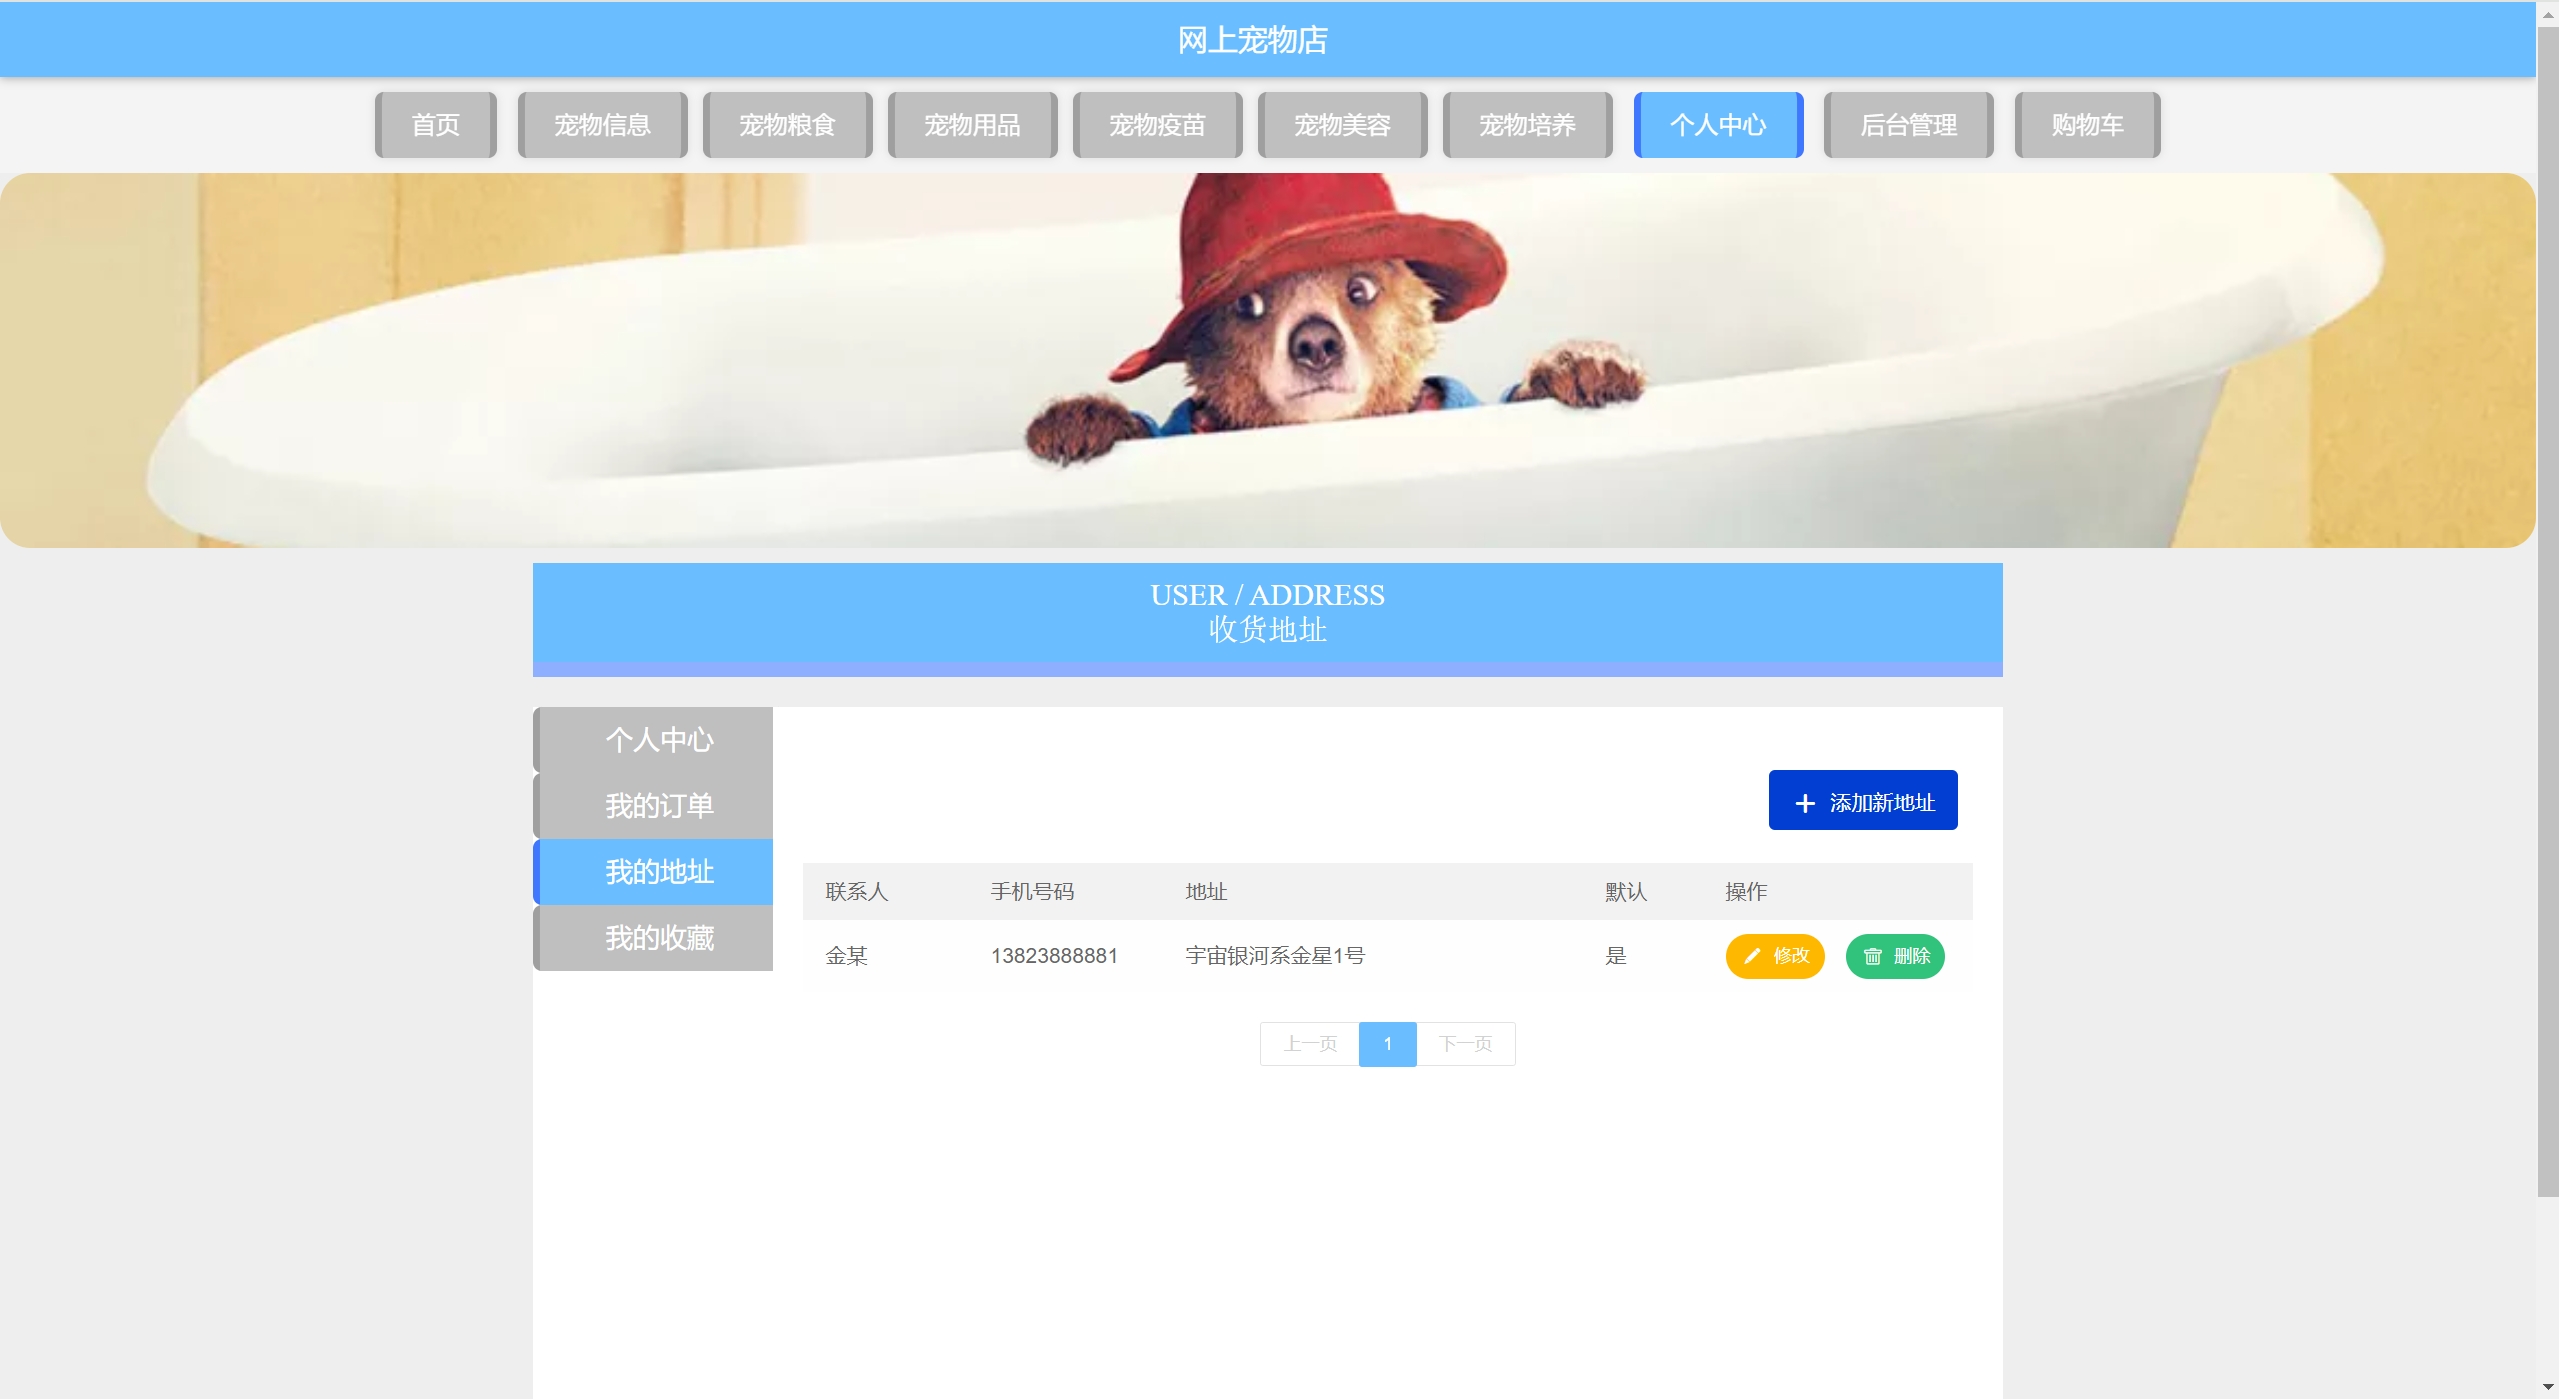 网上宠物店
首页 宠物信息 宠物粮食 宠物用品 宠物疫苗 宠物美容 宠物培养 个人中心 后台管理 购物车
USER / ADDRESS
收货地址
个人中心
我的订单
我的地址
我的收藏
添加新地址
联系人 手机号码 地址 默认 操作
金某 13823888881 宇宙银河系金星1号 是 修改 删除
上一页 1 下一页